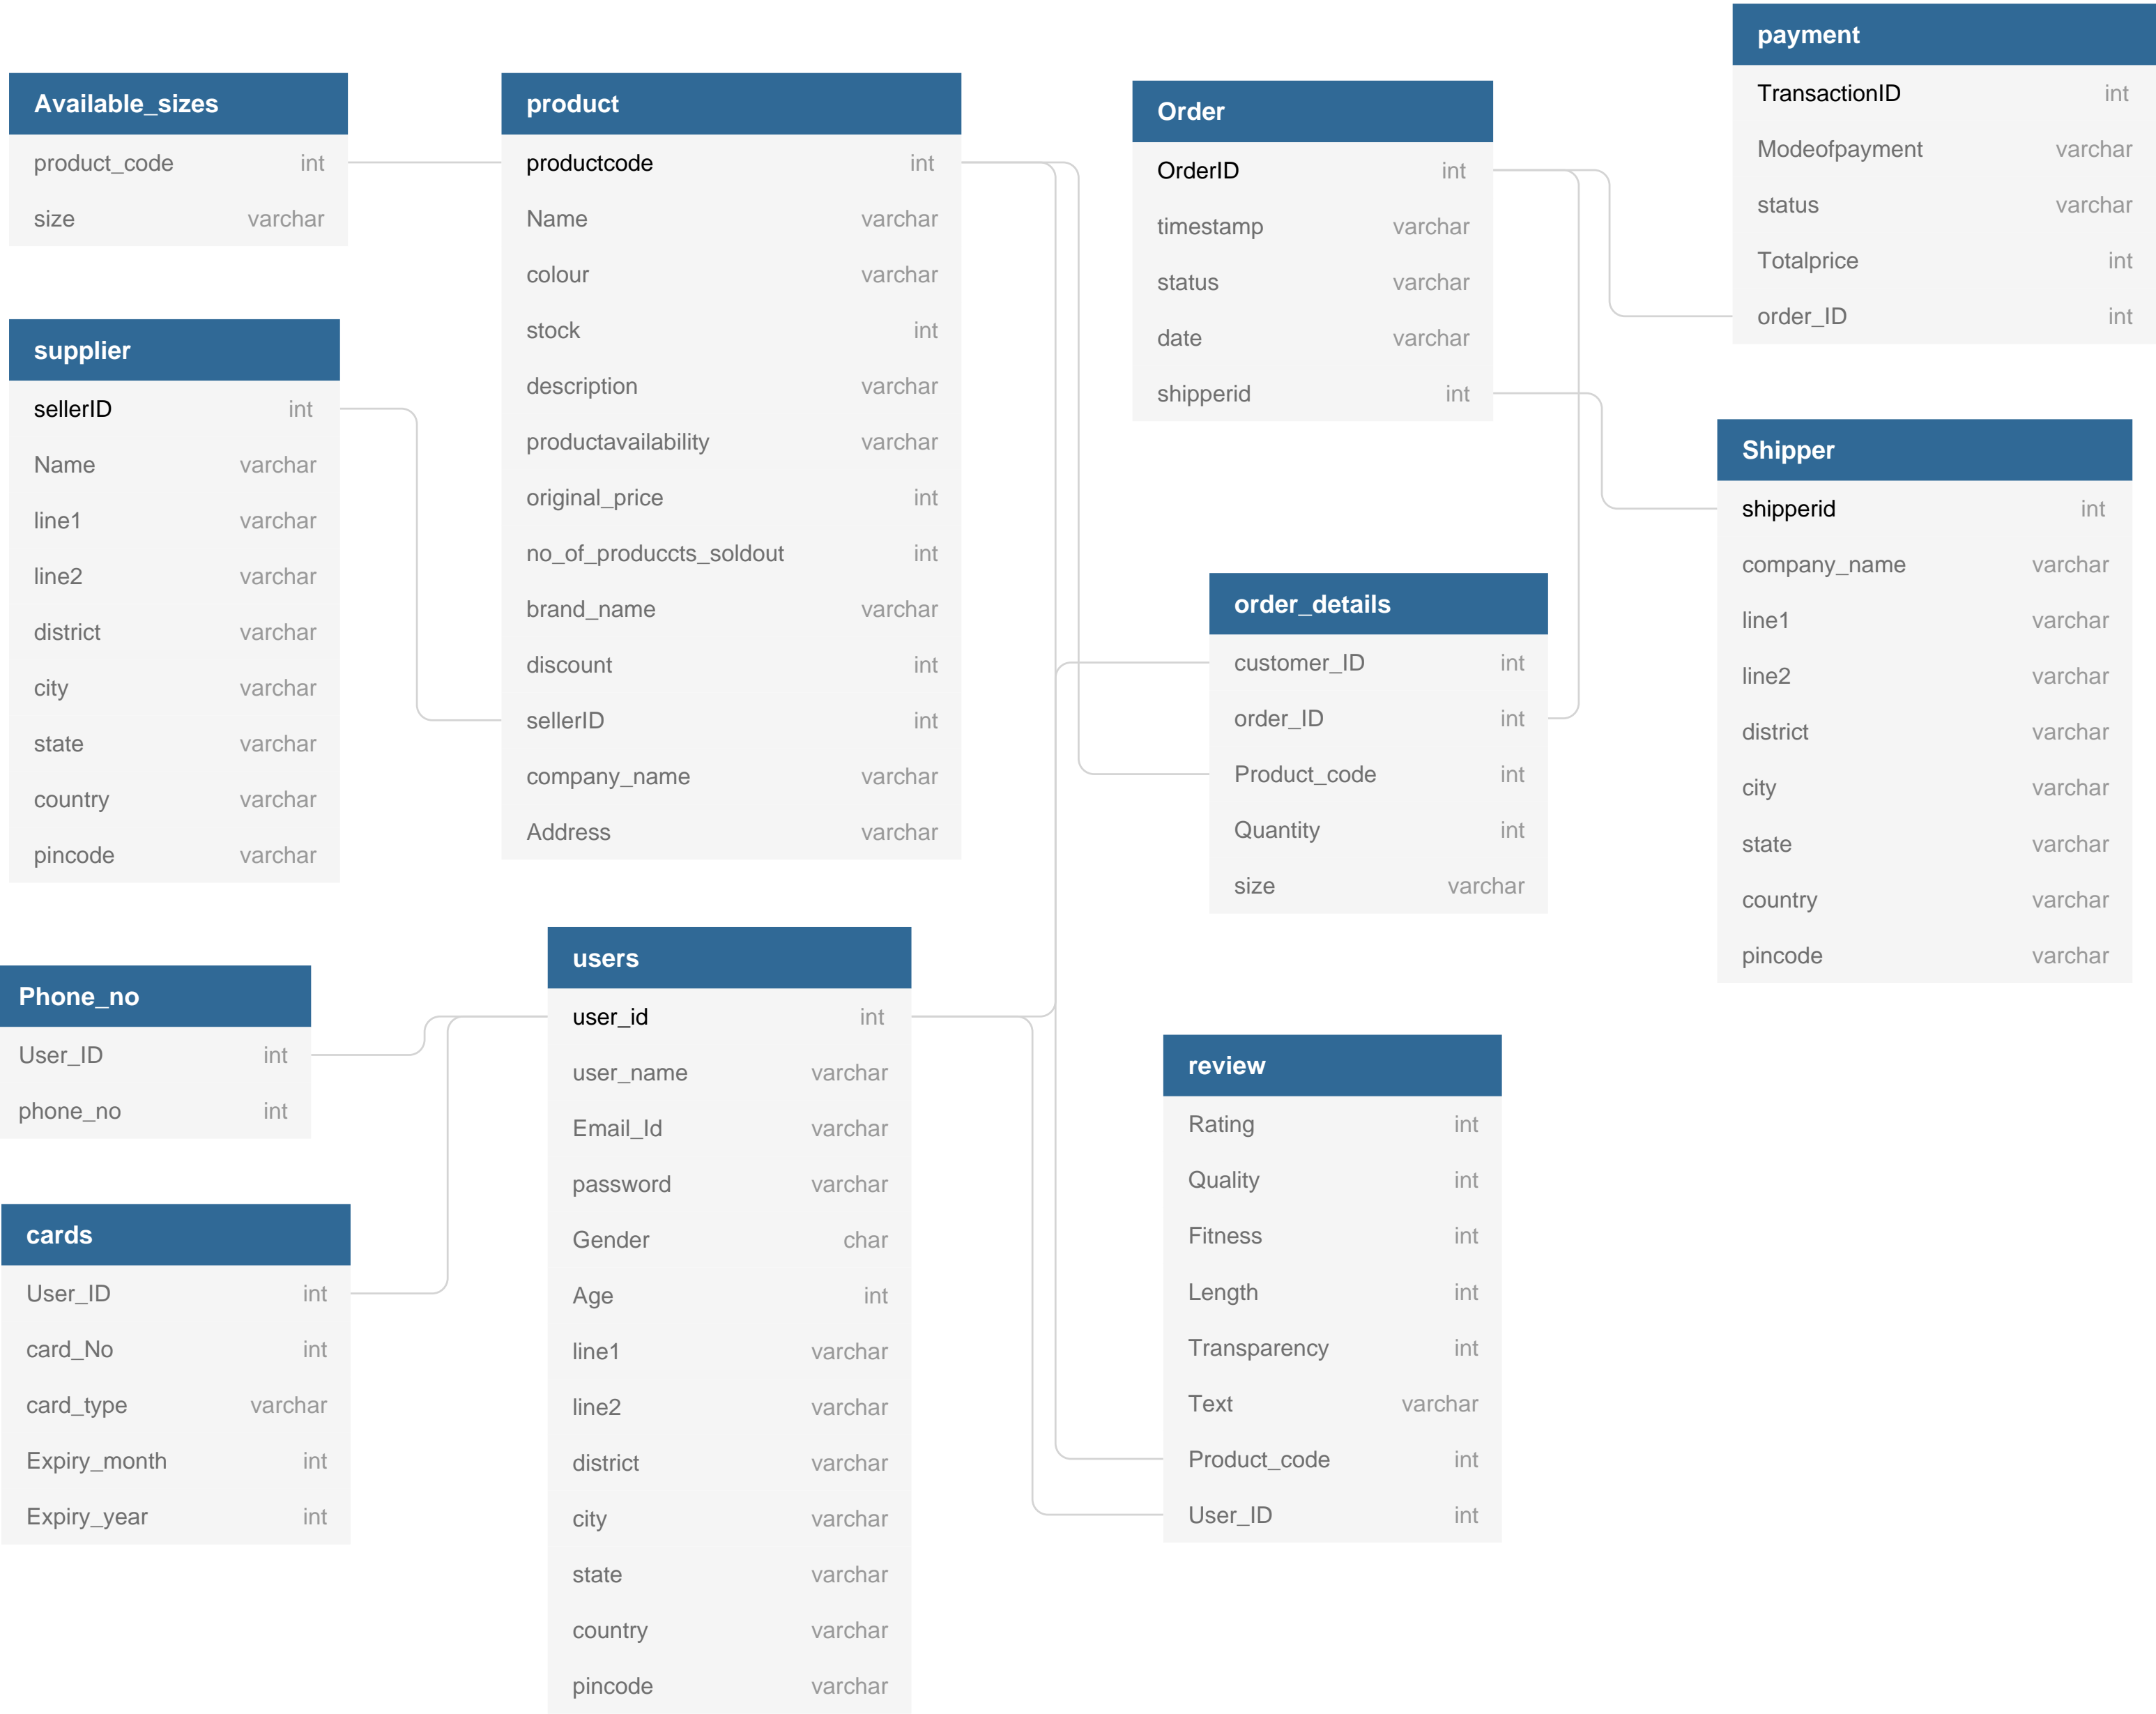 Available_sizes
product_code int
size varchar
supplier
sellerID int
Name varchar
line1 varchar
line2 varchar
district varchar
city varchar
state varchar
country varchar
pincode varchar
Phone_no
User_ID int
phone_no int
cards
User_ID int
card_No int
card_type varchar
Expiry_month int
Expiry_year int
product
productcode int
Name varchar
colour varchar
stock int
description varchar
productavailability varchar
original_price int
no_of_produccts_soldout int
brand_name varchar
discount int
sellerID int
company_name varchar
Address varchar
users
user_id int
user_name varchar
Email_Id varchar
password varchar
Gender char
Age int
line1 varchar
line2 varchar
district varchar
city varchar
state varchar
country varchar
pincode varchar
Order
OrderID int
timestamp varchar
status varchar
date varchar
shipperid int
order_details
customer_ID int
order_ID int
Product_code int
Quantity int
size varchar
review
Rating int
Quality int
Fitness int
Length int
Transparency int
Text varchar
Product_code int
User_ID int
payment
TransactionID int
Modeofpayment varchar
status varchar
Totalprice int
order_ID int
Shipper
shipperid int
company_name varchar
line1 varchar
line2 varchar
district varchar
city varchar
state varchar
country varchar
pincode varchar